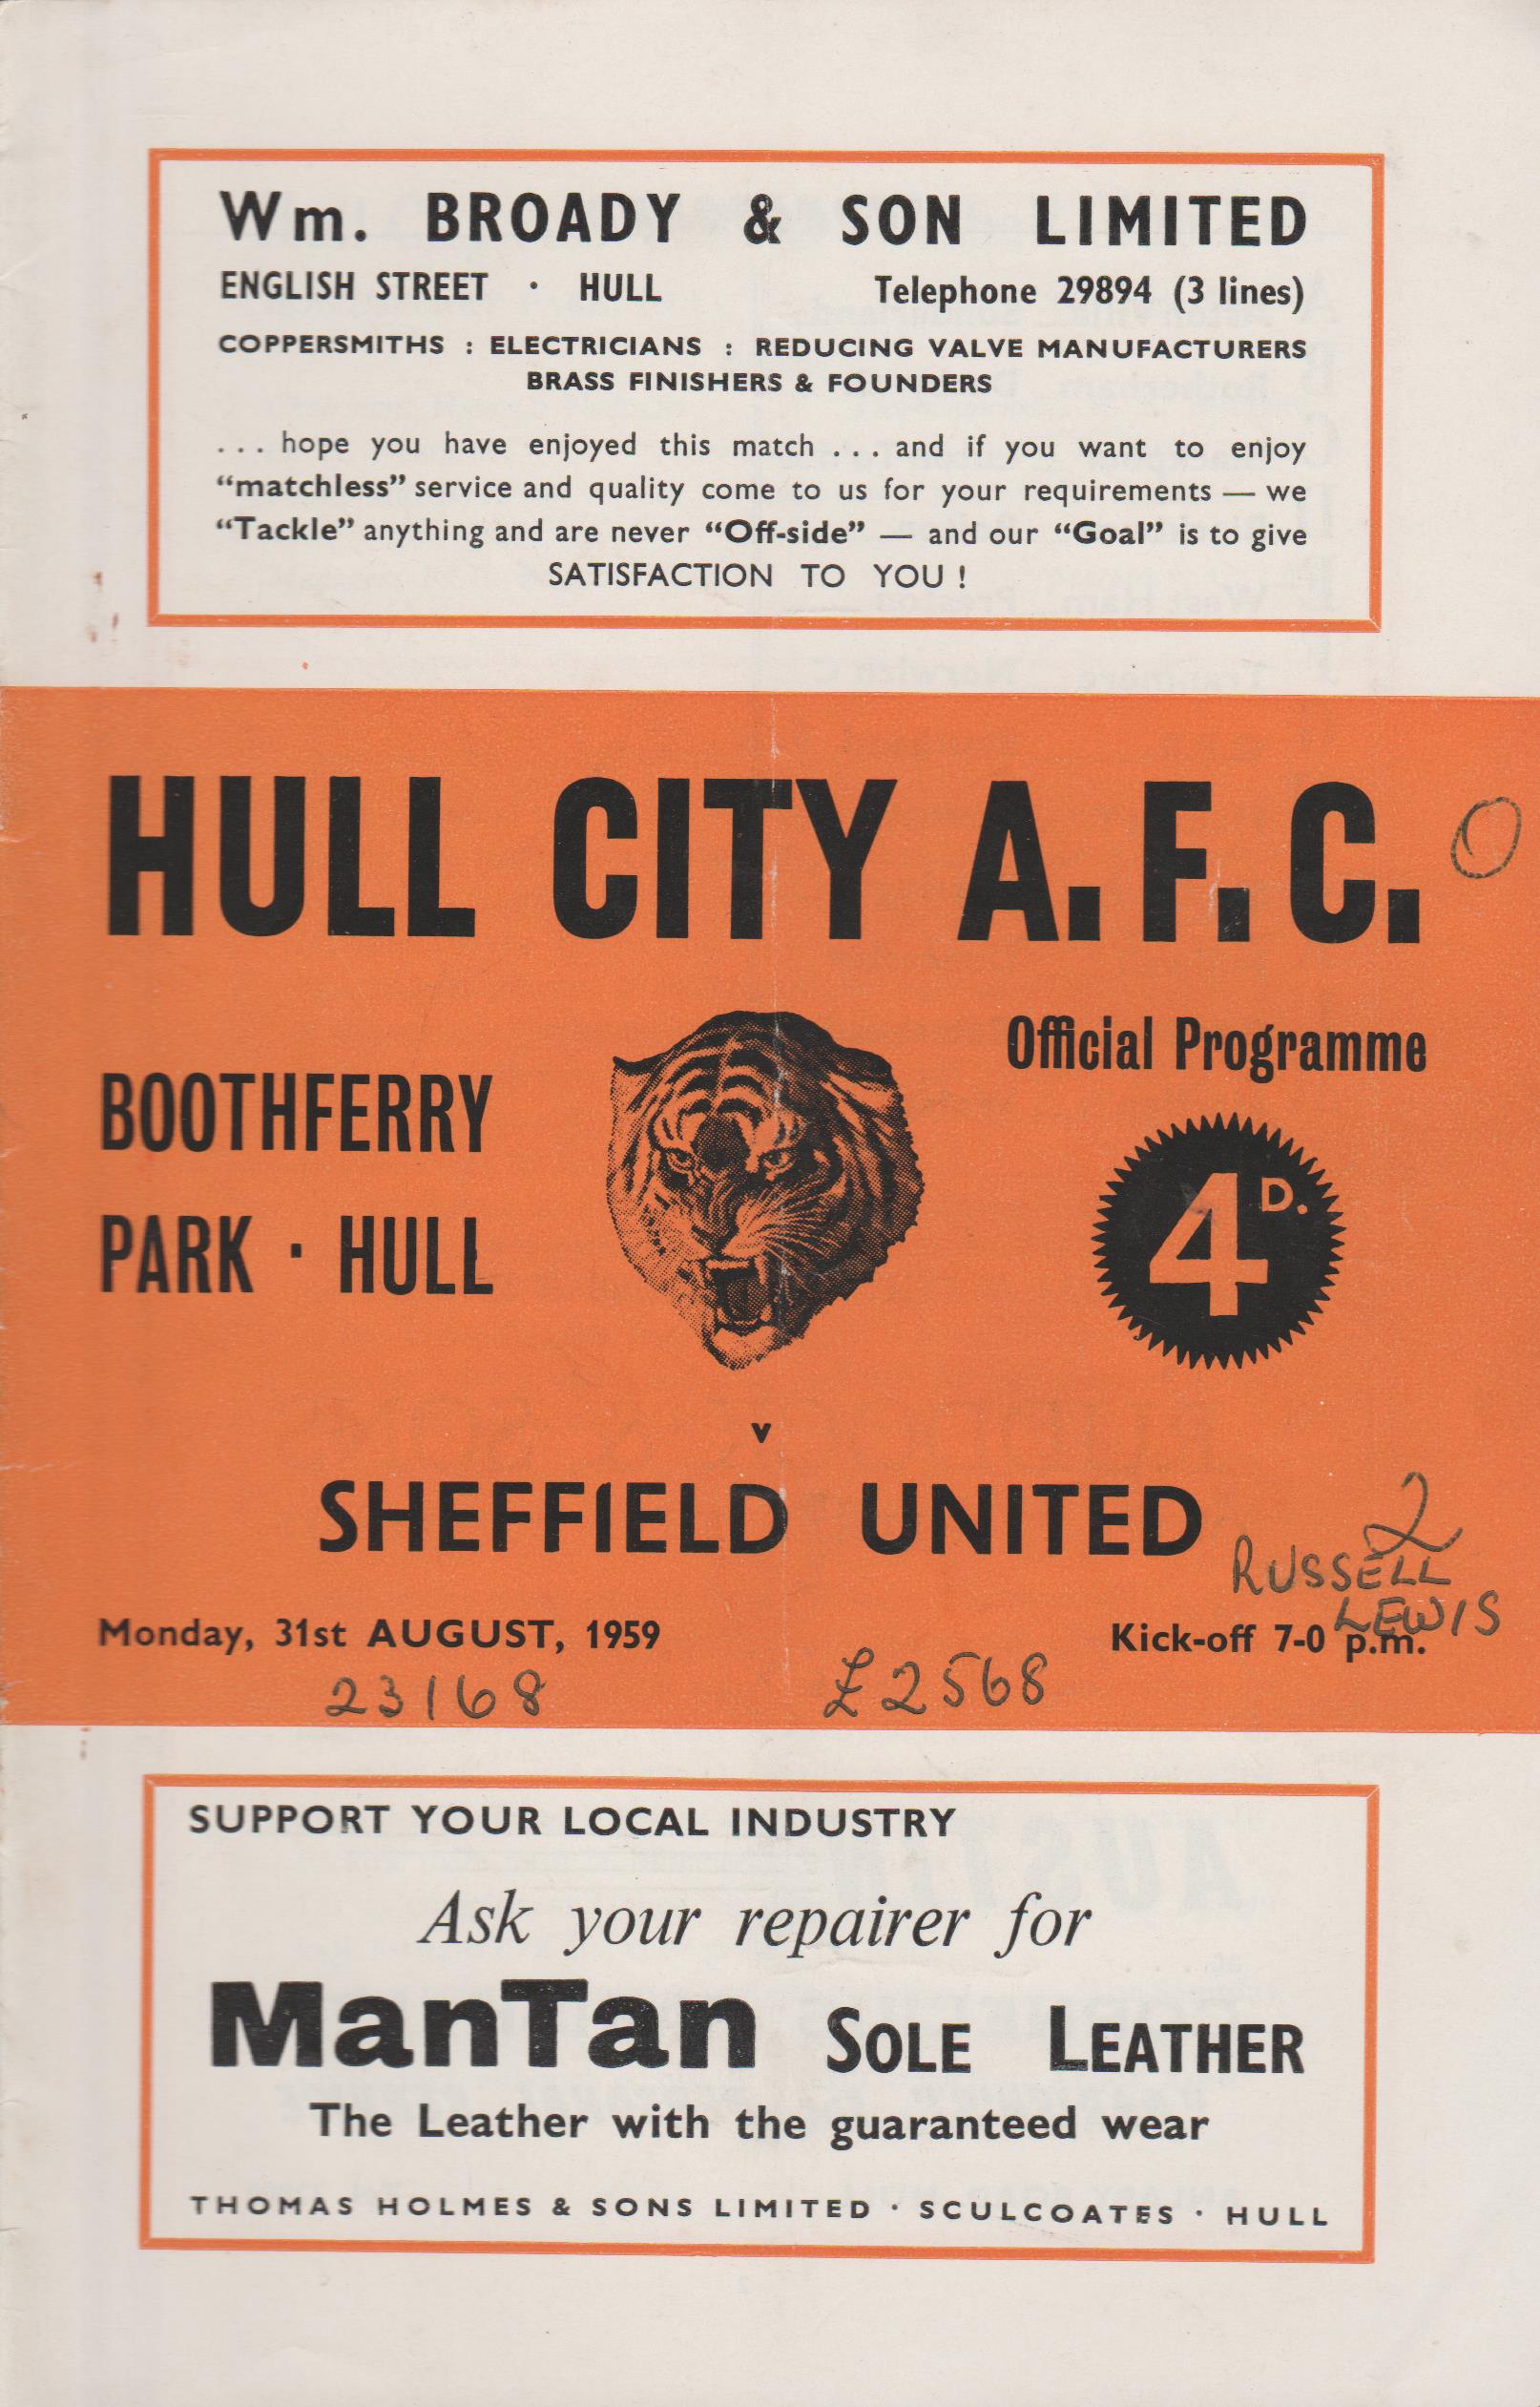 Wm. BROADY & SON LIMITED
ENGLISH STREET · HULL Telephone 29894 (3 lines)
COPPERSMITHS : ELECTRICIANS : REDUCING VALVE MANUFACTURERS
BRASS FINISHERS & FOUNDERS
. . . hope you have enjoyed this match . . . and if you want to enjoy
“matchless” service and quality come to us for your requirements — we
“Tackle” anything and are never “Off-side” — and our “Goal” is to give
SATISFACTION TO YOU !
HULL CITY A.F.C. 0
Official Programme
BOOTHFERRY
PARK · HULL
4D.
v
SHEFFIELD UNITED 2
RUSSELL
LEWIS
Monday, 31st AUGUST, 1959 Kick-off 7-0 p.m.
23168 £2568
SUPPORT YOUR LOCAL INDUSTRY
Ask your repairer for
ManTan SOLE LEATHER
The Leather with the guaranteed wear
THOMAS HOLMES & SONS LIMITED · SCULCOATES · HULL